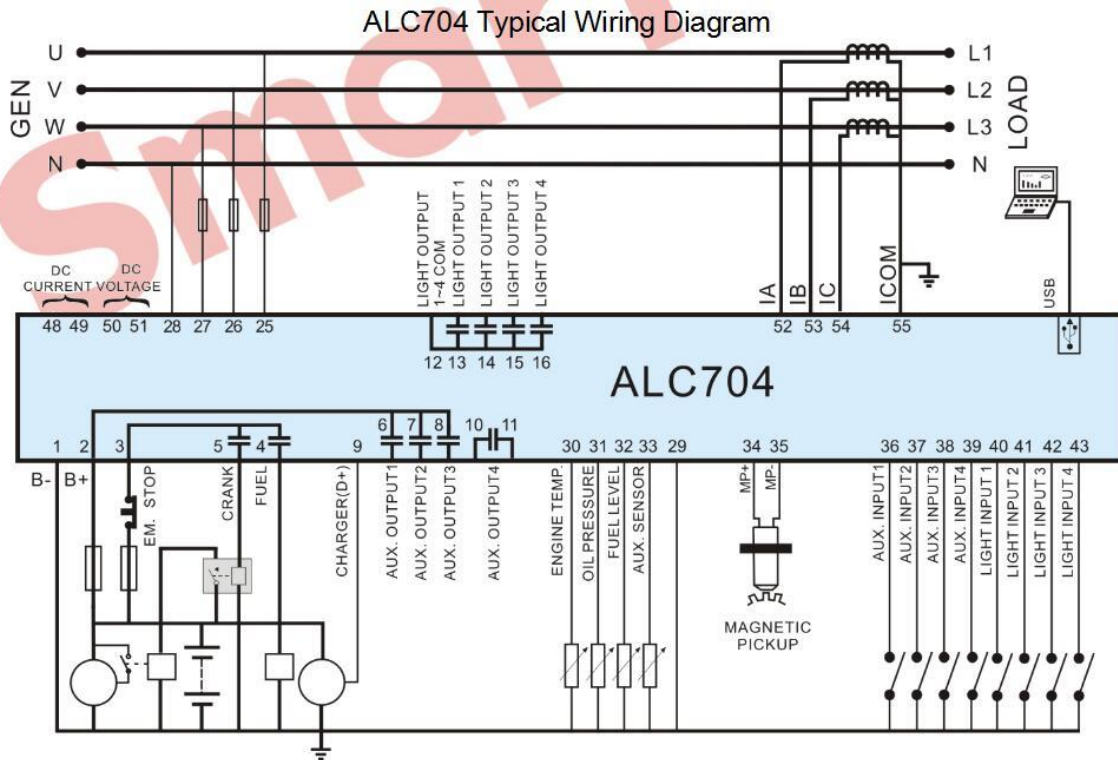 ALC704 Typical Wiring Diagram
Smar
GEN
U
V
W
N
L1
L2
L3
N
LOAD
DC CURRENT
DC VOLTAGE
48 49 50 51 28 27 26 25
LIGHT OUTPUT 1~4 COM
LIGHT OUTPUT 1
LIGHT OUTPUT 2
LIGHT OUTPUT 3
LIGHT OUTPUT 4
12 13 14 15 16
IA
IB
IC
ICOM
52 53 54 55
USB
ALC704
1 2 3 5 4 9 6 7 8 10 11 30 31 32 33 29 34 35 36 37 38 39 40 41 42 43
B-
B+
EM. STOP
CRANK
FUEL
CHARGER(D+)
AUX. OUTPUT1
AUX. OUTPUT2
AUX. OUTPUT3
AUX. OUTPUT4
ENGINE TEMP.
OIL PRESSURE
FUEL LEVEL
AUX. SENSOR
MP+
MP-
MAGNETIC
PICKUP
AUX. INPUT1
AUX. INPUT2
AUX. INPUT3
AUX. INPUT4
LIGHT INPUT 1
LIGHT INPUT 2
LIGHT INPUT 3
LIGHT INPUT 4